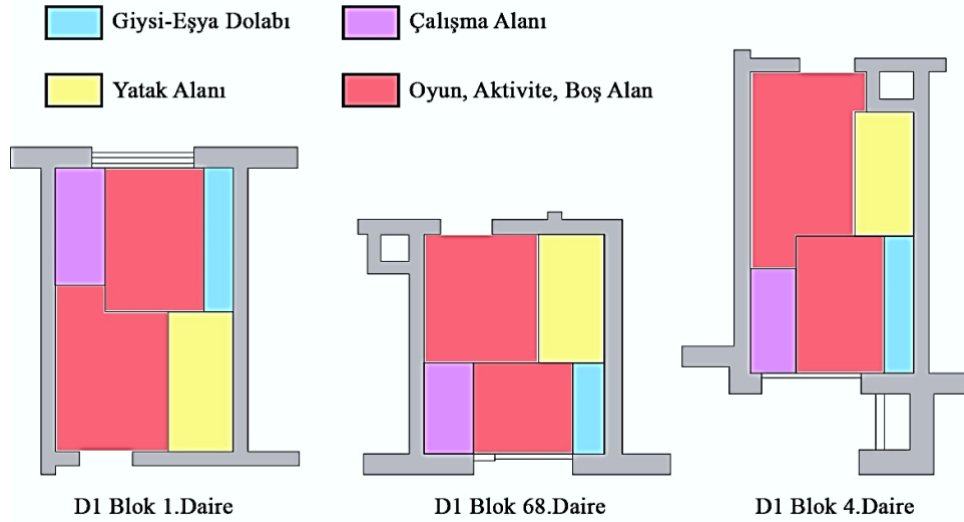 Giysi-Eşya Dolabı
Çalışma Alanı
Yatak Alanı
Oyun, Aktivite, Boş Alan
D1 Blok 1.Daire
D1 Blok 68.Daire
D1 Blok 4.Daire